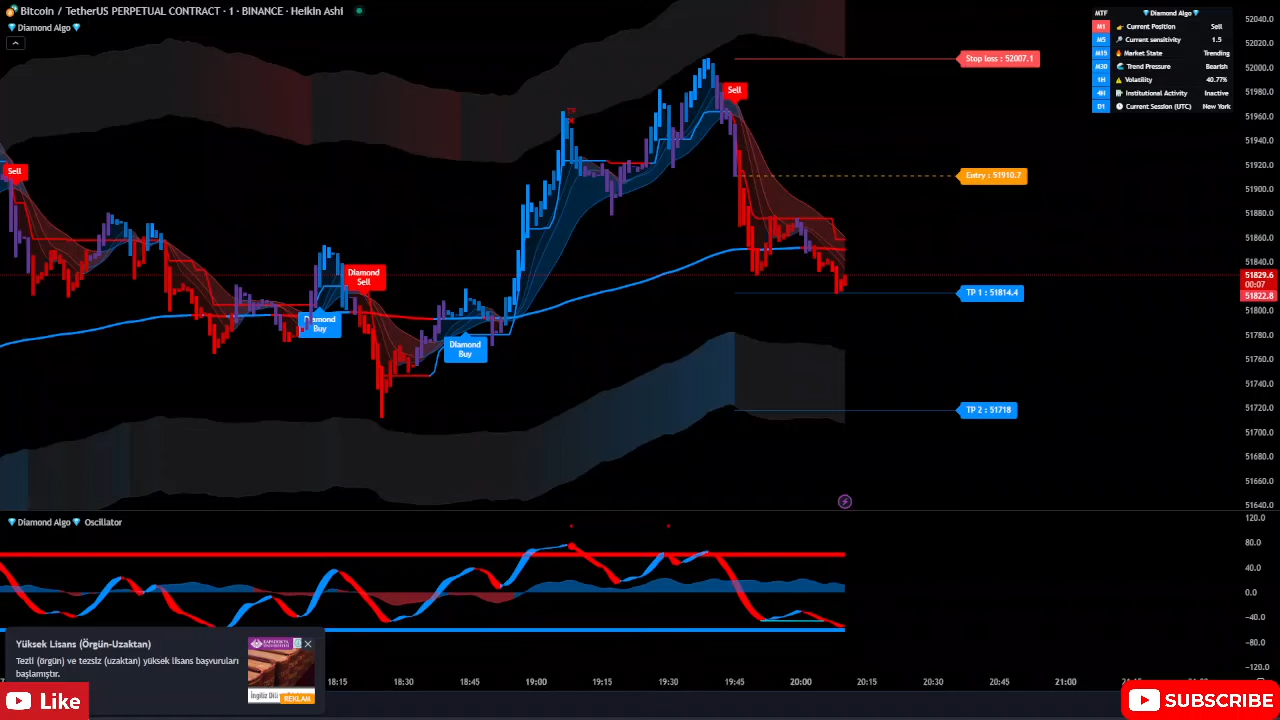 Bitcoin / TetherUS PERPETUAL CONTRACT · 1 · BINANCE · Heikin Ashi
Diamond Algo
MTF Diamond Algo
M1 Current Position Sell
M5 Current sensitivity 1.5
M15 Market State Trending
M30 Trend Pressure Bearish
1H Volatility 40.77%
4H Institutional Activity Inactive
D1 Current Session (UTC) New York
Stop loss : 52007.1
Sell
TP
Sell
Entry : 51910.7
Diamond
Sell
Diamond
Buy
Diamond
Buy
TP 1 : 51814.4
TP 2 : 51718
52040.0
52020.0
52000.0
51980.0
51960.0
51940.0
51920.0
51900.0
51880.0
51860.0
51840.0
51829.6
00:07
51822.8
51800.0
51780.0
51760.0
51740.0
51720.0
51700.0
51680.0
51660.0
51640.0
Diamond Algo Oscillator
120.0
80.0
40.0
0.0
-40.0
-80.0
-120.0
Yüksek Lisans (Örgün-Uzaktan)
Tezli (örgün) ve tezsiz (uzaktan) yüksek lisans başvuruları
başlamıştır.
İngiliz Dili
REKLAM
18:15 18:30 18:45 19:00 19:15 19:30 19:45 20:00 20:15 20:30 20:45 21:00
Like
SUBSCRIBE